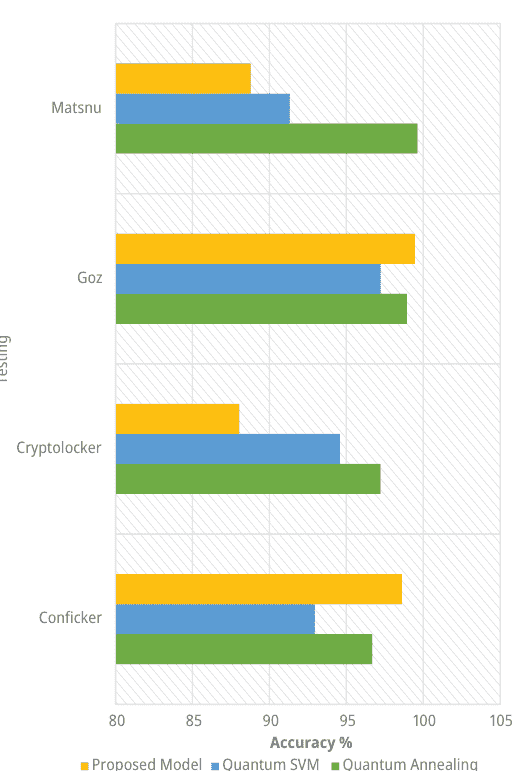 Matsnu
Goz
Testing
Cryptolocker
Conficker
80 85 90 95 100 105
Accuracy %
Proposed Model Quantum SVM Quantum Annealing